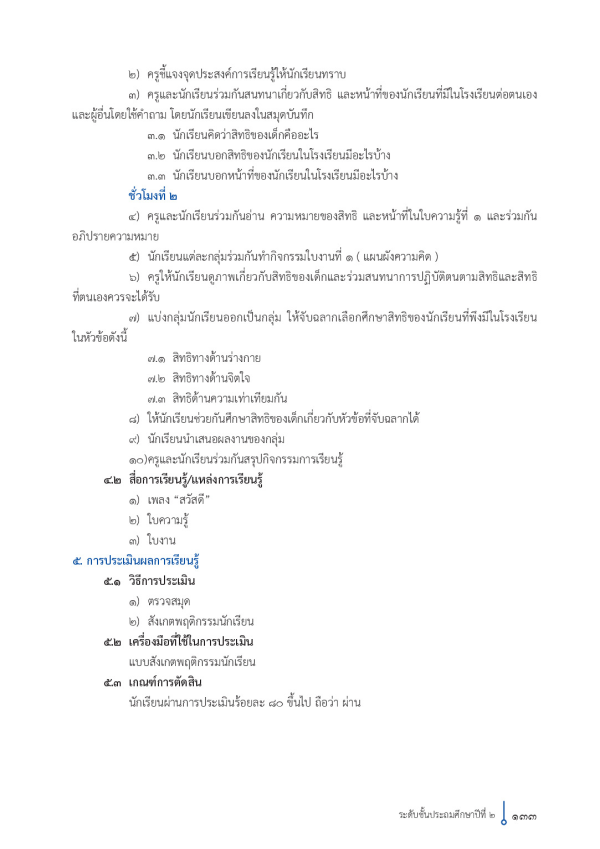 ๒) ครูชี้แจงจุดประสงค์การเรียนรู้ให้นักเรียนทราบ
๓) ครูและนักเรียนร่วมกันสนทนาเกี่ยวกับสิทธิ และหน้าที่ของนักเรียนที่มีในโรงเรียนต่อตนเอง
และผู้อื่นโดยใช้คำถาม โดยนักเรียนเขียนลงในสมุดบันทึก
๓.๑ นักเรียนคิดว่าสิทธิของเด็กคืออะไร
๓.๒ นักเรียนบอกสิทธิของนักเรียนในโรงเรียนมีอะไรบ้าง
๓.๓ นักเรียนบอกหน้าที่ของนักเรียนในโรงเรียนมีอะไรบ้าง
ชั่วโมงที่ ๒
๔) ครูและนักเรียนร่วมกันอ่าน ความหมายของสิทธิ และหน้าที่ในใบความรู้ที่ ๑ และร่วมกัน
อภิปรายความหมาย
๕) นักเรียนแต่ละกลุ่มร่วมกันทำกิจกรรมใบงานที่ ๑ ( แผนผังความคิด )
๖) ครูให้นักเรียนดูภาพเกี่ยวกับสิทธิของเด็กและร่วมสนทนาการปฏิบัติตนตามสิทธิและสิทธิ
ที่ตนเองควรจะได้รับ
๗) แบ่งกลุ่มนักเรียนออกเป็นกลุ่ม ให้จับฉลากเลือกศึกษาสิทธิของนักเรียนที่พึงมีในโรงเรียน
ในหัวข้อดังนี้
๗.๑ สิทธิทางด้านร่างกาย
๗.๒ สิทธิทางด้านจิตใจ
๗.๓ สิทธิด้านความเท่าเทียมกัน
๘) ให้นักเรียนช่วยกันศึกษาสิทธิของเด็กเกี่ยวกับหัวข้อที่จับฉลากได้
๙) นักเรียนนำเสนอผลงานของกลุ่ม
๑๐)ครูและนักเรียนร่วมกันสรุปกิจกรรมการเรียนรู้
๔.๒ สื่อการเรียนรู้/แหล่งการเรียนรู้
๑) เพลง “สวัสดี”
๒) ใบความรู้
๓) ใบงาน
๕. การประเมินผลการเรียนรู้
๕.๑ วิธีการประเมิน
๑) ตรวจสมุด
๒) สังเกตพฤติกรรมนักเรียน
๕.๒ เครื่องมือที่ใช้ในการประเมิน
แบบสังเกตพฤติกรรมนักเรียน
๕.๓ เกณฑ์การตัดสิน
นักเรียนผ่านการประเมินร้อยละ ๘๐ ขึ้นไป ถือว่า ผ่าน
ระดับชั้นประถมศึกษาปีที่ ๒ ๑๓๓